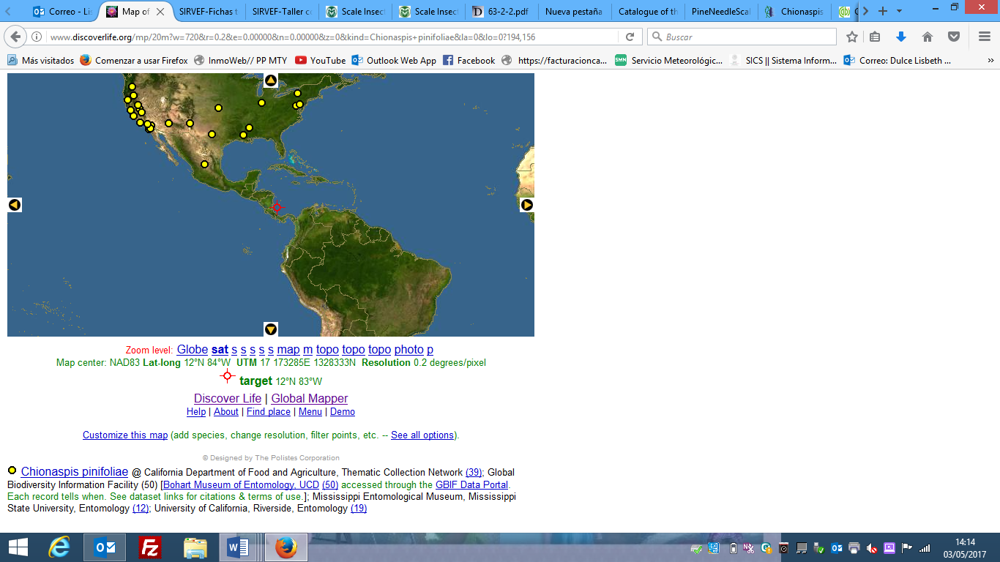 Correo - Lis
Map of
SIRVEF-Fichas t
SIRVEF-Taller co
Scale Insect
Scale Insect
63-2-2.pdf
Nueva pestaña
Catalogue of th
PineNeedleScal
Chionaspis
www.discoverlife.org/mp/20m?w=720&r=0.2&e=0.00000&n=0.00000&z=0&kind=Chionaspis+pinifoliae&la=0&lo=0?194,156
Buscar
Más visitados
Comenzar a usar Firefox
InmoWeb// PP MTY
YouTube
Outlook Web App
Facebook
https://facturacionca...
SMN
Servicio Meteorológic...
SICS || Sistema Inform...
Correo: Dulce Lisbeth ...
Zoom level: Globe sat s s s s s map m topo topo topo photo p
Map center: NAD83 Lat-long 12°N 84°W UTM 17 173285E 1328333N Resolution 0.2 degrees/pixel
target 12°N 83°W
Discover Life | Global Mapper
Help | About | Find place | Menu | Demo
Customize this map (add species, change resolution, filter points, etc. -- See all options).
© Designed by The Polistes Corporation
Chionaspis pinifoliae @ California Department of Food and Agriculture, Thematic Collection Network (39); Global
Biodiversity Information Facility (50) [Bohart Museum of Entomology, UCD (50) accessed through the GBIF Data Portal.
Each record tells when. See dataset links for citations & terms of use.]; Mississippi Entomological Museum, Mississippi
State University, Entomology (12); University of California, Riverside, Entomology (19)
14:14
03/05/2017